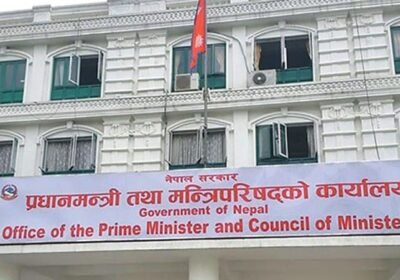 नेपाल सरकार
प्रधानमन्त्री तथा मन्त्रिपरिषद्को कार्यालय
Government of Nepal
Office of the Prime Minister and Council of Ministe